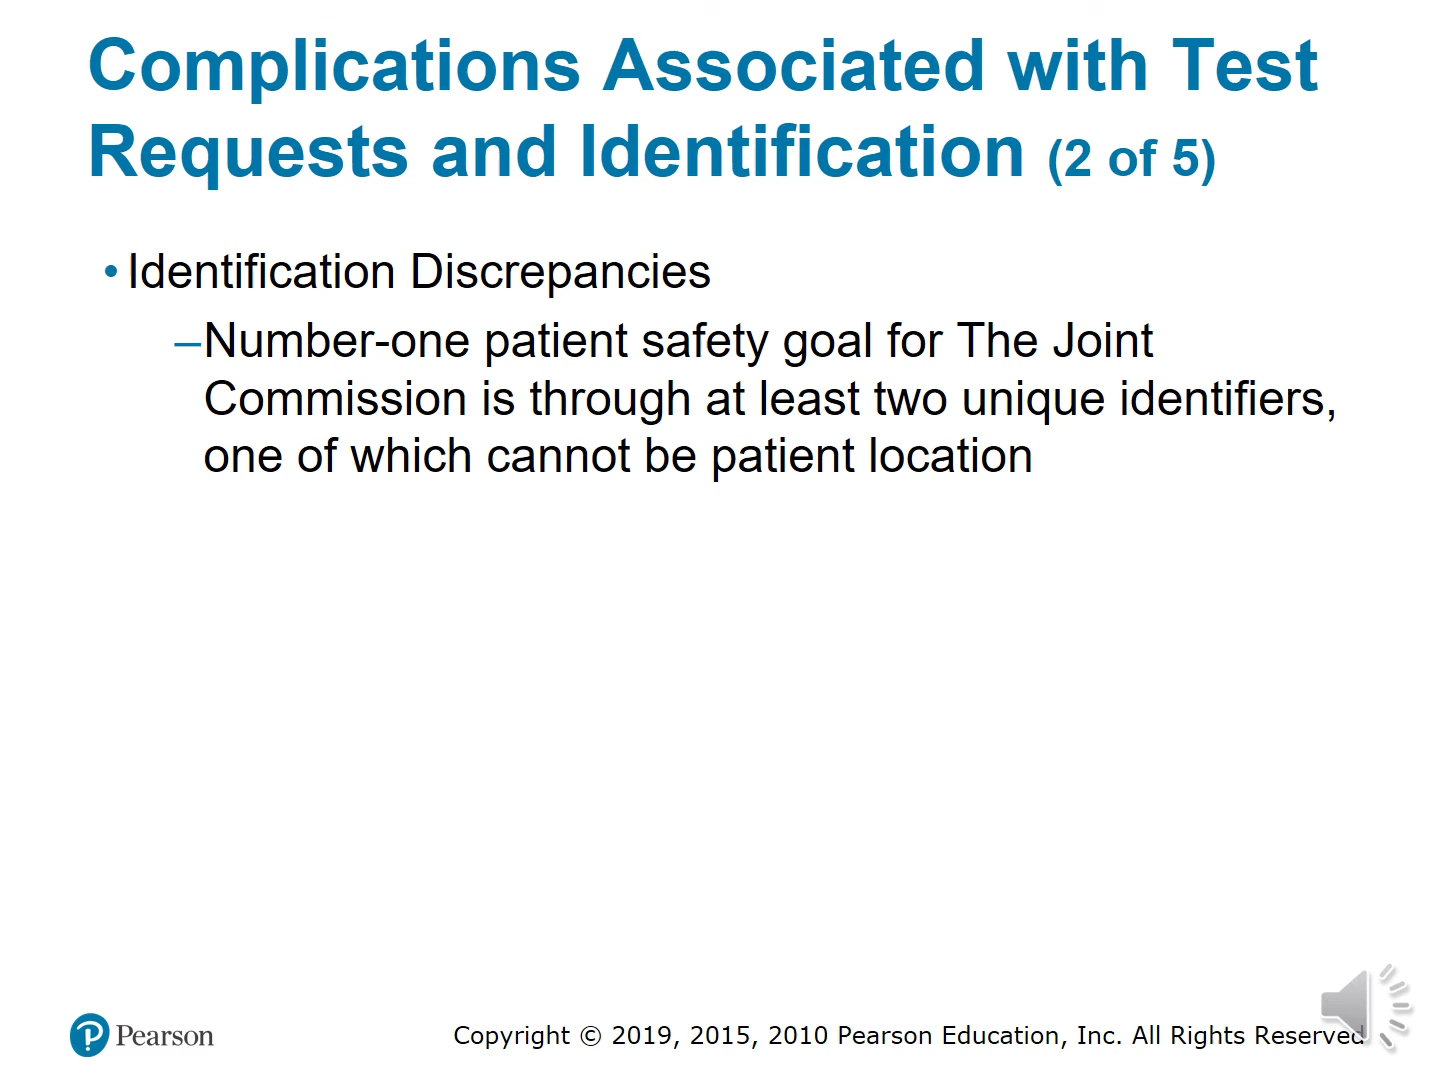 Complications Associated with Test
Requests and Identification (2 of 5)
• Identification Discrepancies
–Number-one patient safety goal for The Joint
Commission is through at least two unique identifiers,
one of which cannot be patient location
Pearson
Copyright © 2019, 2015, 2010 Pearson Education, Inc. All Rights Reserved